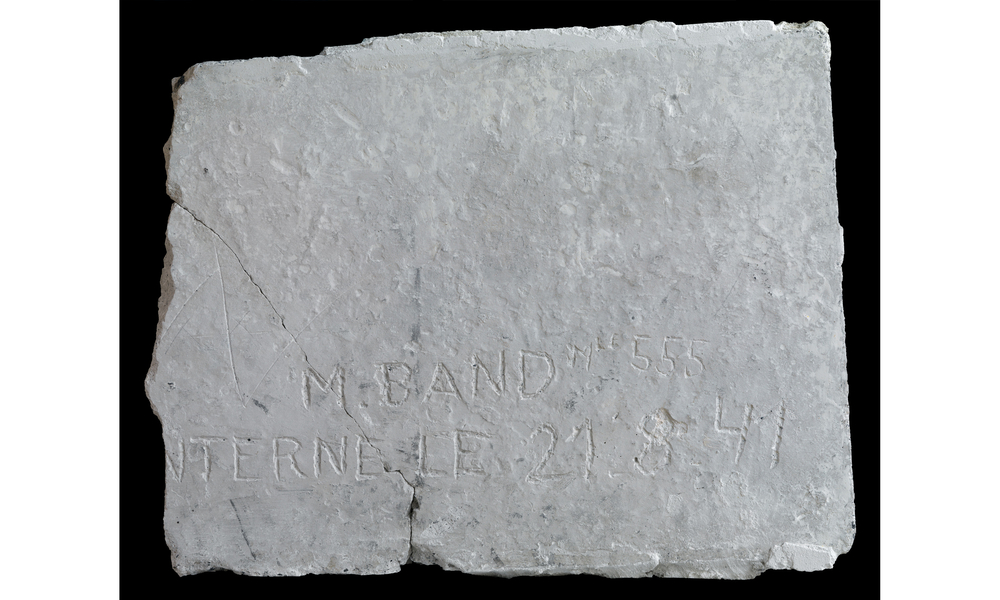 M. BAND Mle 555
NTERNE LE 21 8 41